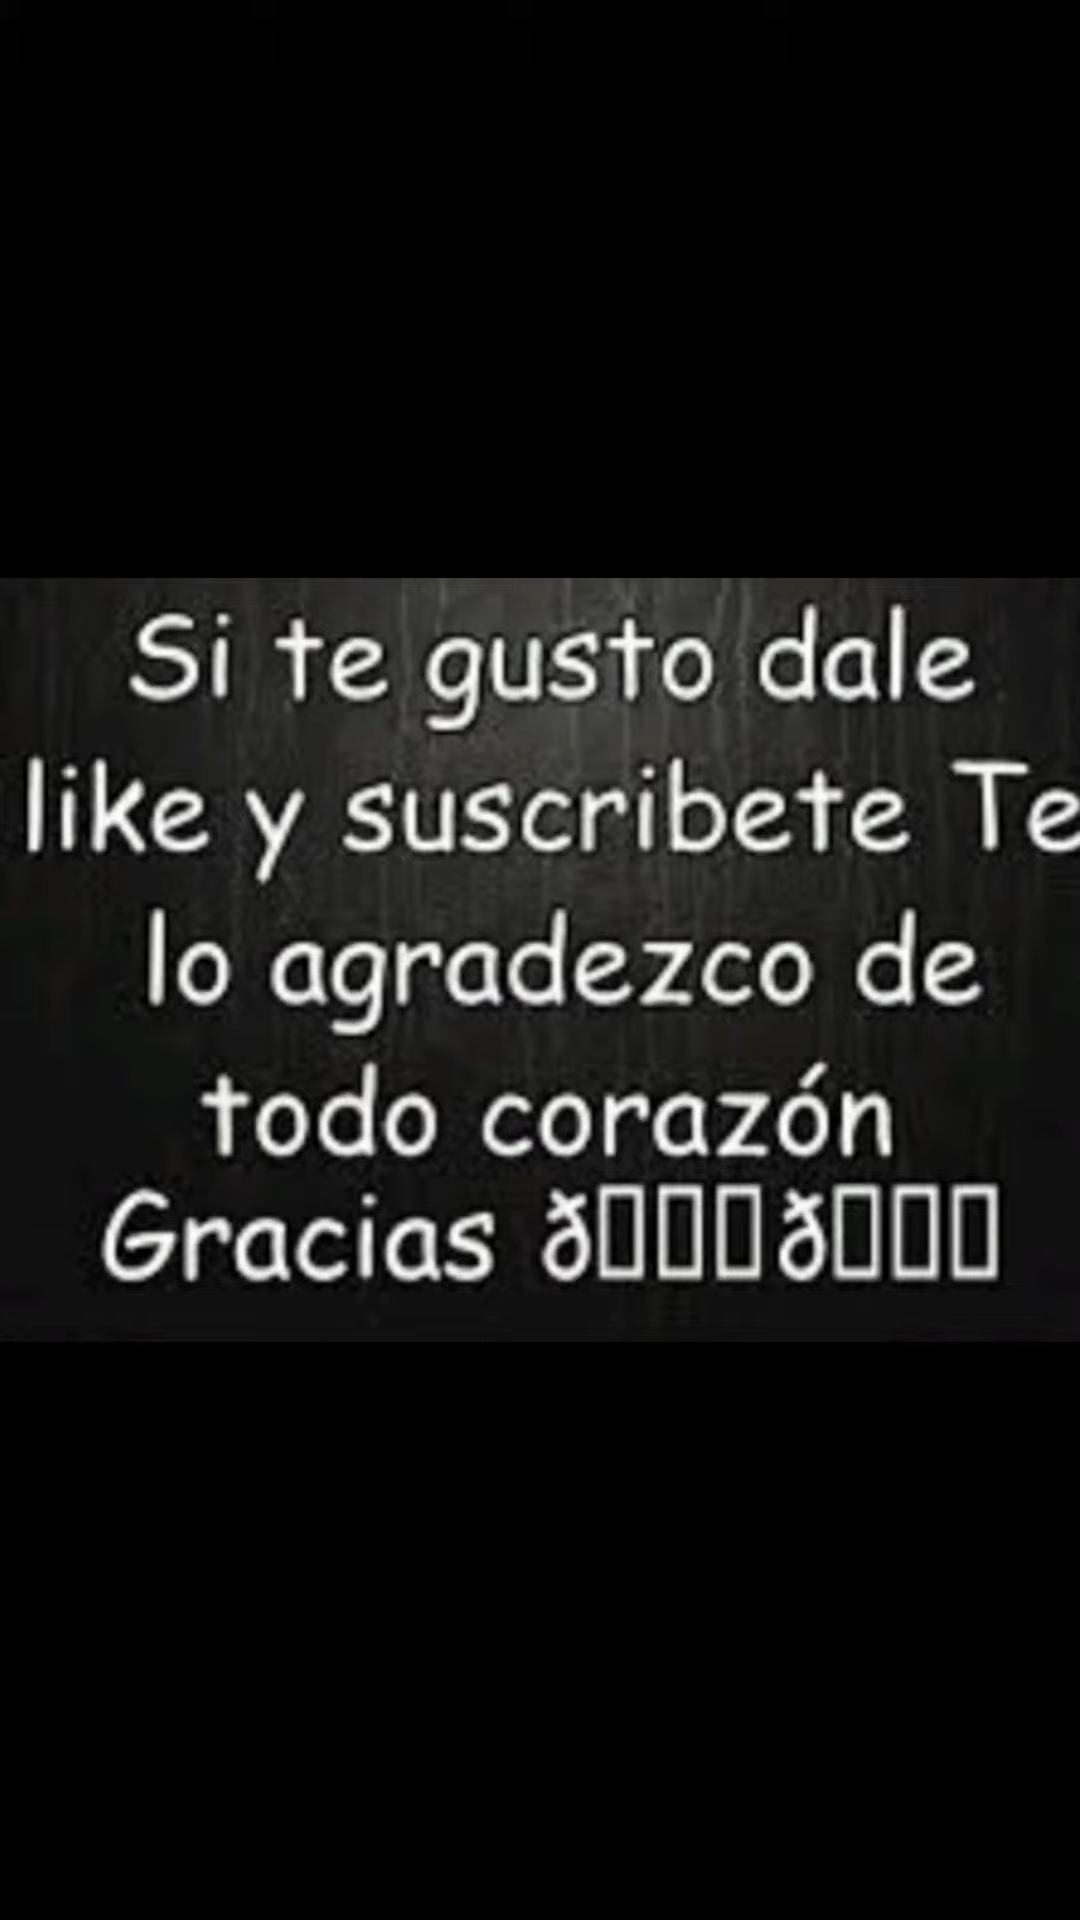 Si te gusto dale
like y suscribete Te
lo agradezco de
todo corazón
Gracias ð▯▯▯ð▯▯▯